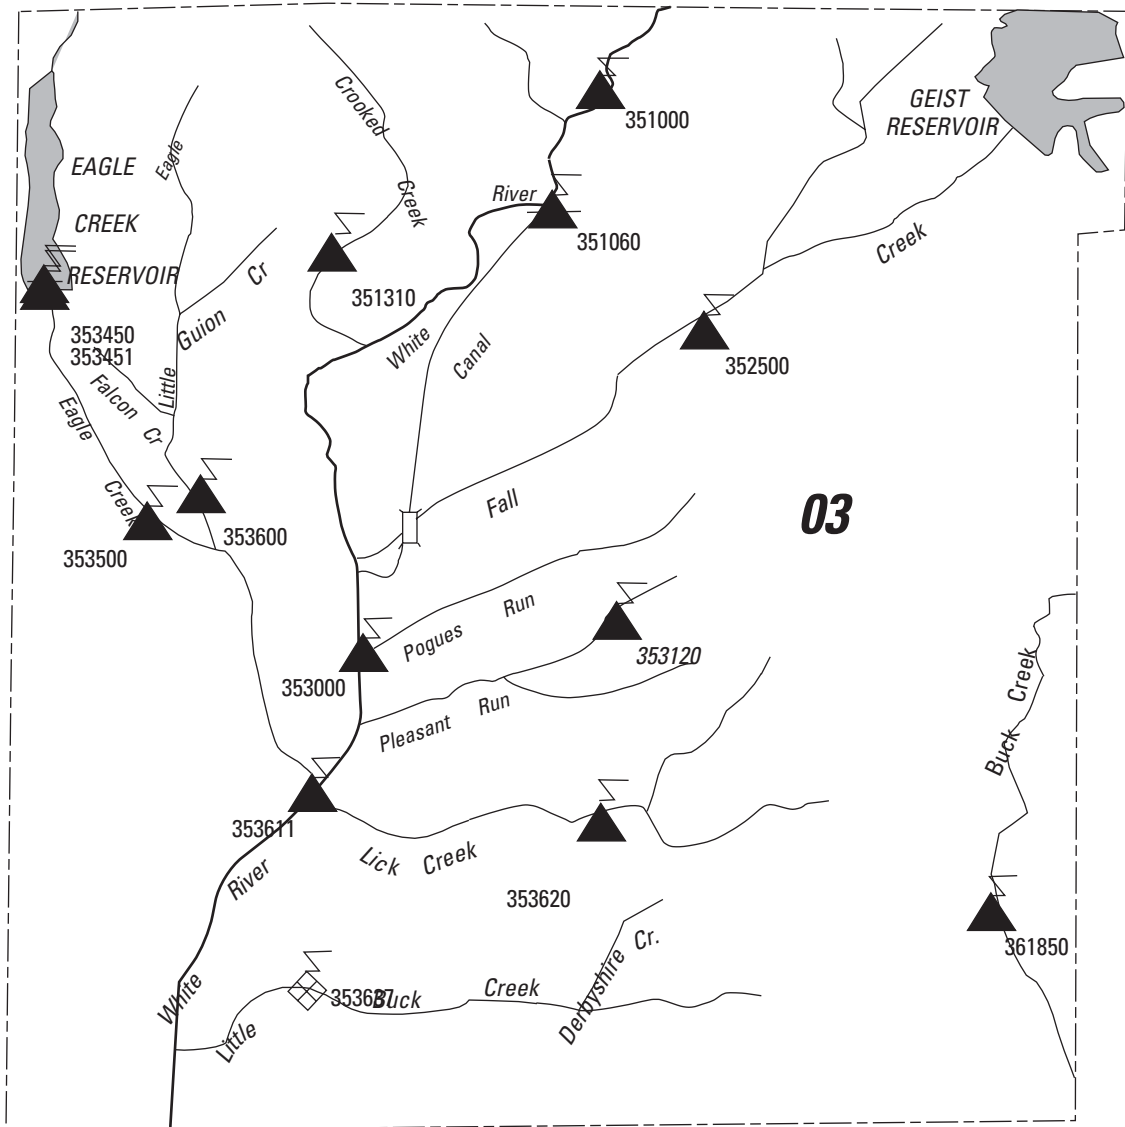 Crooked
351000
GEIST
RESERVOIR
EAGLE
Eagle
CREEK
Creek
River
351060
Creek
RESERVOIR
Cr
351310
Guion
White
Canal
353450
353451
352500
Falcon Cr
Little
Eagle
Creek
Fall
03
353500
353600
Pogues Run
353120
353000
Pleasant Run
Buck Creek
353611
Lick Creek
River
353620
Derbyshire Cr.
361850
White
Buck Creek
Little